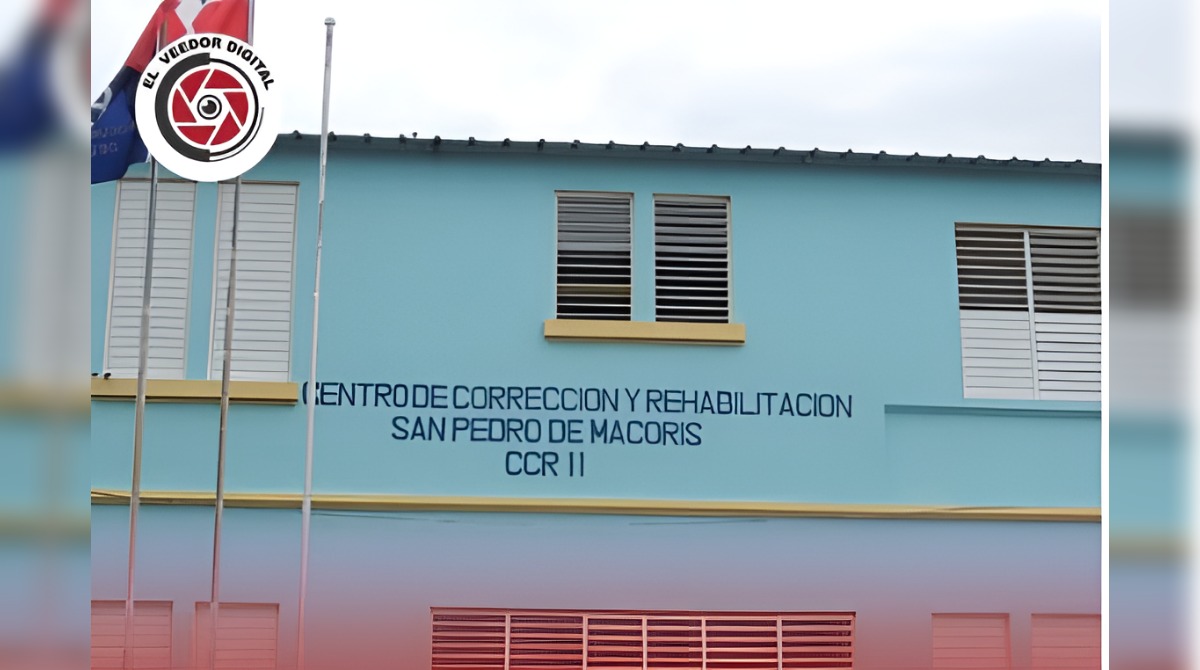 EL VEEDOR DIGITAL
CENTRO DE CORRECCION Y REHABILITACION
SAN PEDRO DE MACORIS
CCR II